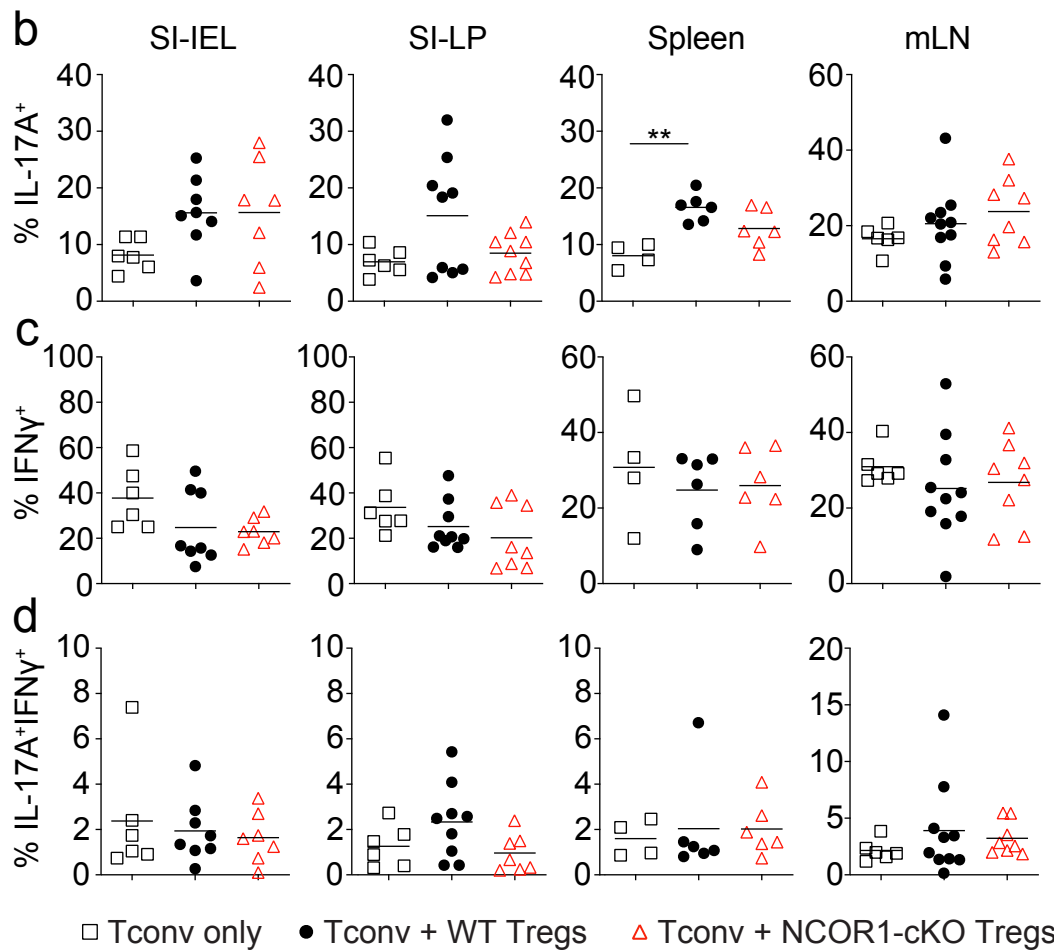 b
SI-IEL SI-LP Spleen mLN
% IL-17A⁺
40 30 20 10 0
40 30 20 10 0
40 30 20 10 0 **
60 40 20 0
c
% IFNγ⁺
100 80 60 40 20 0
100 80 60 40 20 0
60 40 20 0
60 40 20 0
d
% IL-17A⁺IFNγ⁺
10 8 6 4 2 0
10 8 6 4 2 0
10 8 6 4 2 0
20 15 10 5 0
Tconv only Tconv + WT Tregs Tconv + NCOR1-cKO Tregs